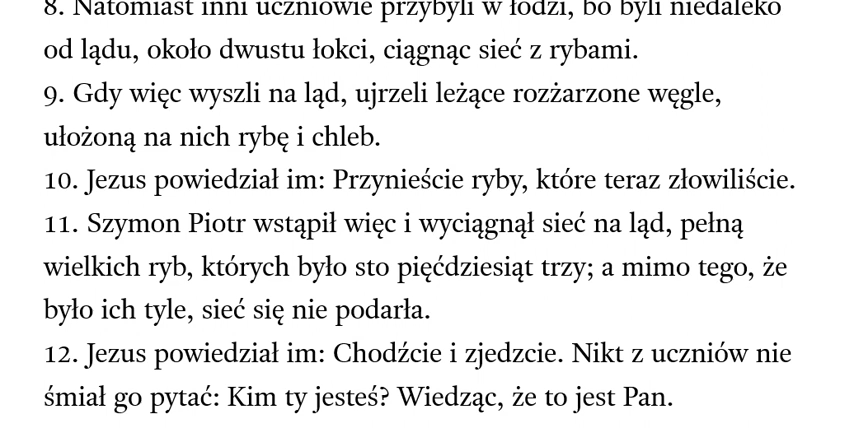 8. Natomiast inni uczniowie przybyli w łodzi, bo byli niedaleko
od lądu, około dwustu łokci, ciągnąc sieć z rybami.
9. Gdy więc wyszli na ląd, ujrzeli leżące rozżarzone węgle,
ułożoną na nich rybę i chleb.
10. Jezus powiedział im: Przynieście ryby, które teraz złowiliście.
11. Szymon Piotr wstąpił więc i wyciągnął sieć na ląd, pełną
wielkich ryb, których było sto pięćdziesiąt trzy; a mimo tego, że
było ich tyle, sieć się nie podarła.
12. Jezus powiedział im: Chodźcie i zjedzcie. Nikt z uczniów nie
śmiał go pytać: Kim ty jesteś? Wiedząc, że to jest Pan.